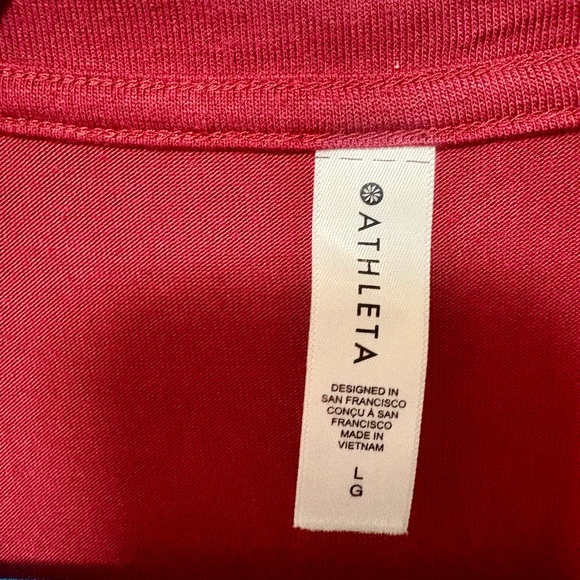 ATHLETA
DESIGNED IN
SAN FRANCISCO
CONÇU À SAN
FRANCISCO
MADE IN
VIETNAM
L
G